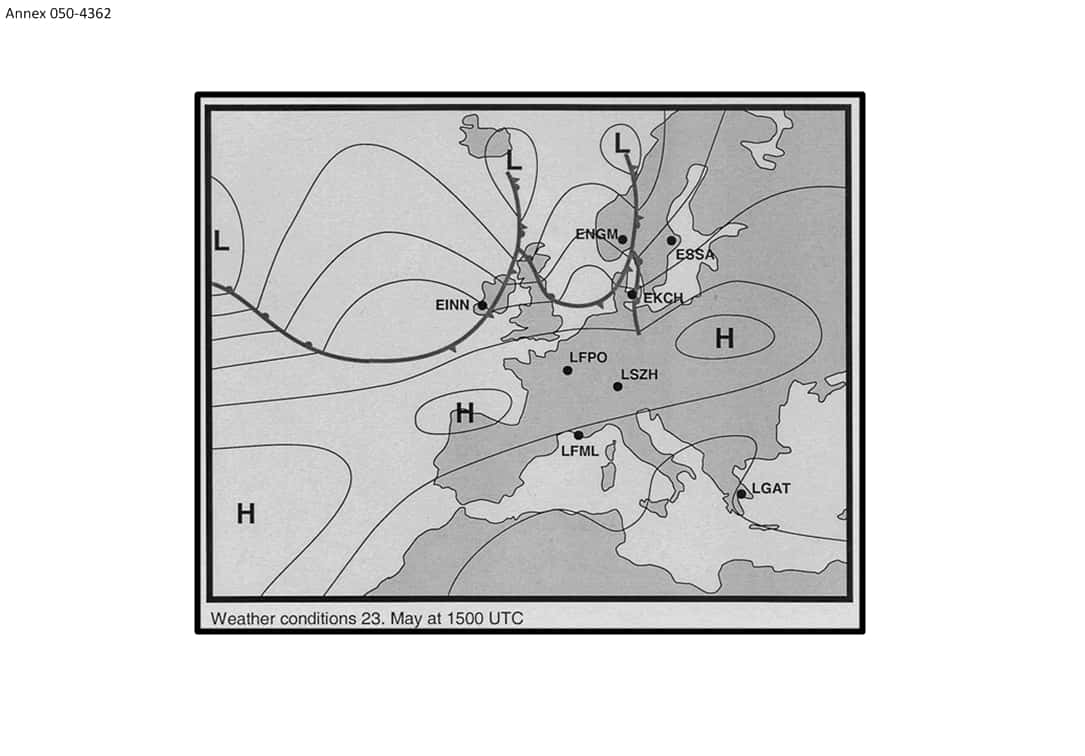 Annex 050-4362
L
L
L
ENGM
ESSA
EINN
EKCH
H
LFPO
LSZH
H
LFML
LGAT
H
Weather conditions 23. May at 1500 UTC